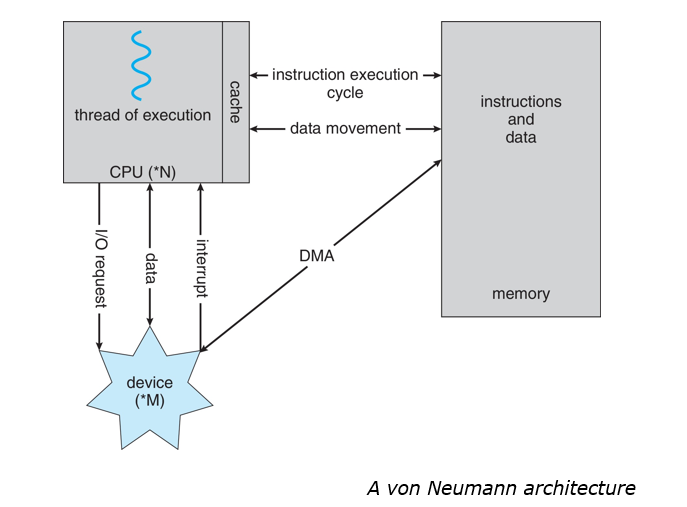 thread of execution
cache
CPU (*N)
instruction execution
cycle
data movement
instructions
and
data
memory
I/O request
data
interrupt
DMA
device
(*M)
A von Neumann architecture